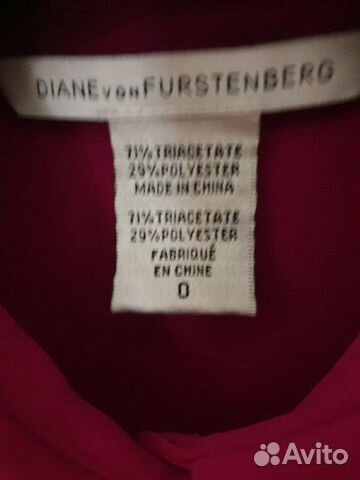 DIANE VON FURSTENBERG
71% TRIACETATE
29% POLYESTER
MADE IN CHINA
71% TRIACETATE
29% POLYESTER
FABRIQUÉ
EN CHINE
0
Avito